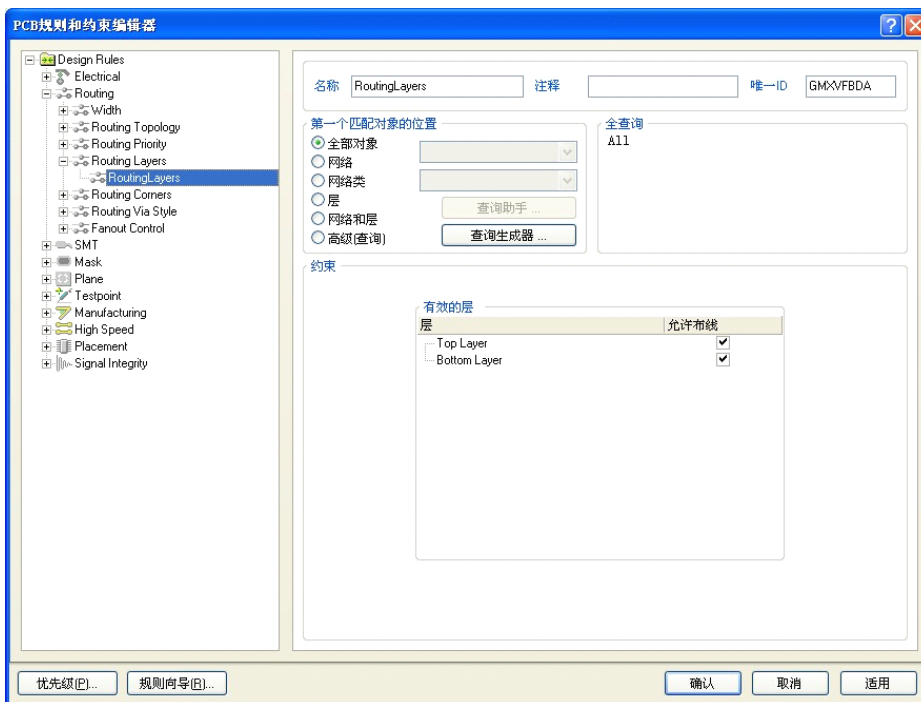 PCB规则和约束编辑器
Design Rules
Electrical
Routing
Width
Routing Topology
Routing Priority
Routing Layers
RoutingLayers
Routing Corners
Routing Via Style
Fanout Control
SMT
Mask
Plane
Testpoint
Manufacturing
High Speed
Placement
Signal Integrity
名称 RoutingLayers 注释 唯一ID GMXVFBDA
第一个匹配对象的位置
全部对象
网络
网络类
层
网络和层
高级(查询)
查询助手 ...
查询生成器 ...
全查询
All
约束
有效的层
层 允许布线
Top Layer
Bottom Layer
优先级(P)... 规则向导(R)... 确认 取消 适用